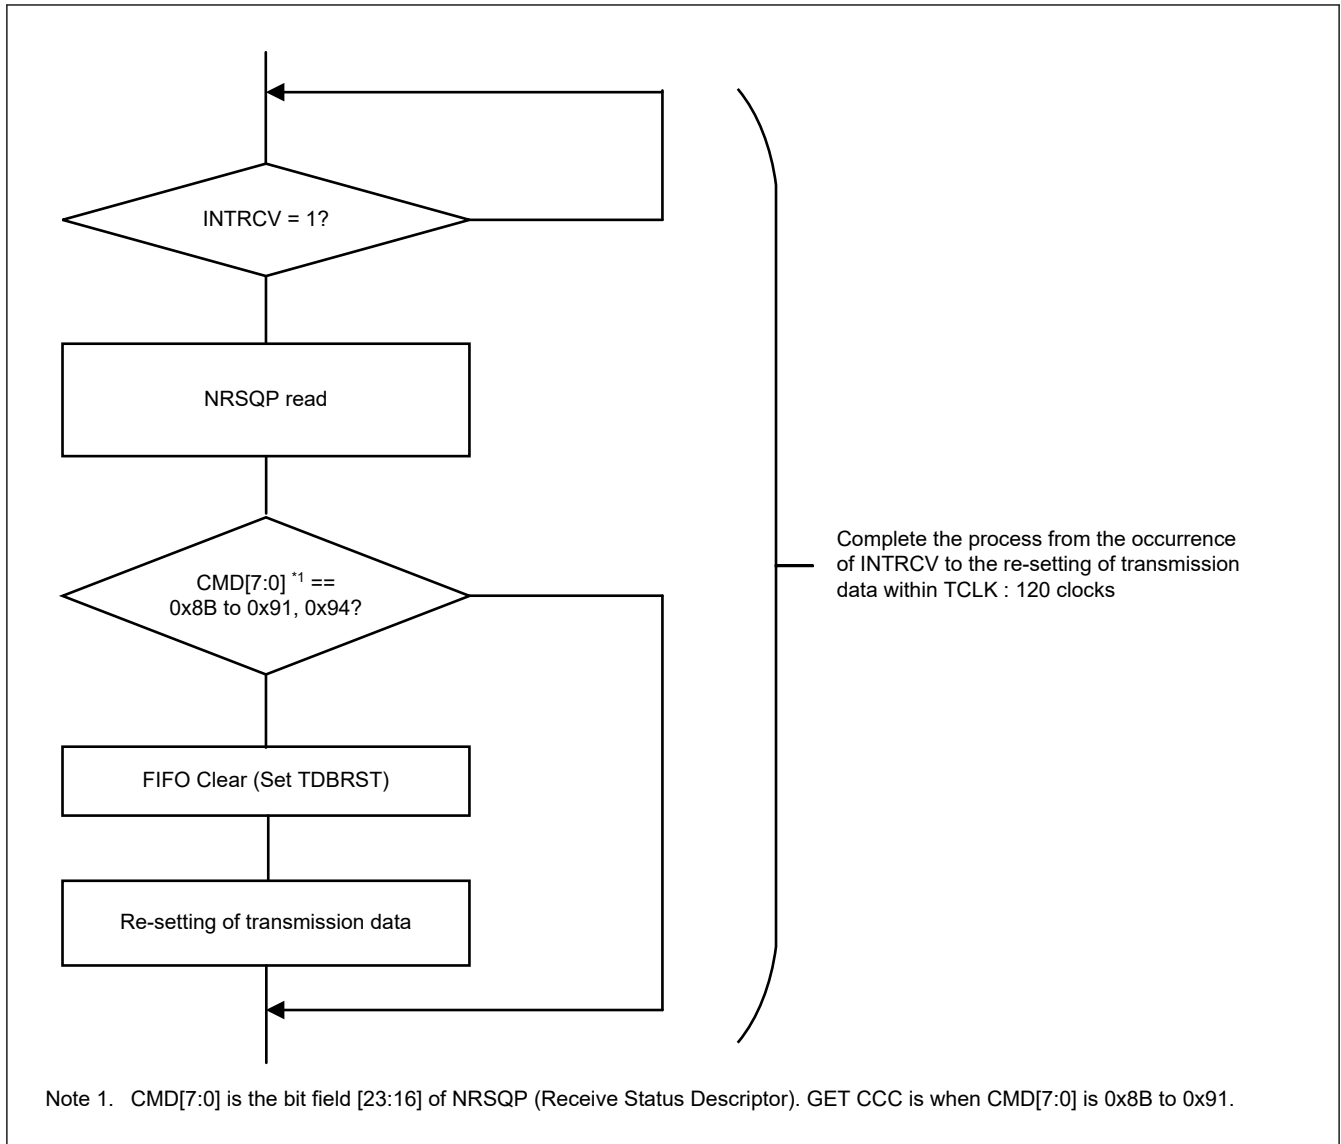 INTRCV = 1?
NRSQP read
CMD[7:0] *1 ==
0x8B to 0x91, 0x94?
Complete the process from the occurrence
of INTRCV to the re-setting of transmission
data within TCLK : 120 clocks
FIFO Clear (Set TDBRST)
Re-setting of transmission data
Note 1. CMD[7:0] is the bit field [23:16] of NRSQP (Receive Status Descriptor). GET CCC is when CMD[7:0] is 0x8B to 0x91.